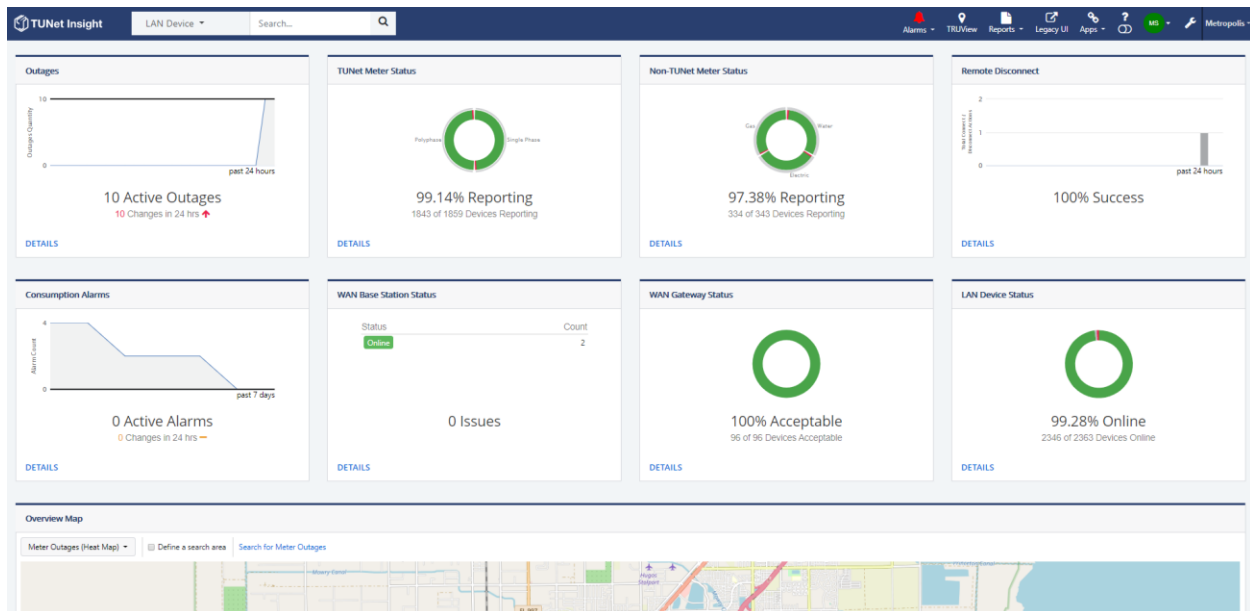 TUNet Insight
LAN Device
Search...
Alarms
TRUView
Reports
Legacy UI
Apps
?
MS
Metropolis
Outages
10
0
Outages Quantity
past 24 hours
10 Active Outages
10 Changes in 24 hrs
DETAILS
TUNet Meter Status
Polyphase
Single Phase
99.14% Reporting
1843 of 1859 Devices Reporting
DETAILS
Non-TUNet Meter Status
Gas
Water
Electric
97.38% Reporting
334 of 343 Devices Reporting
DETAILS
Remote Disconnect
2
1
0
Total Connect /
Disconnect Actions
past 24 hours
100% Success
DETAILS
Consumption Alarms
4
0
Alarm Count
past 7 days
0 Active Alarms
0 Changes in 24 hrs
DETAILS
WAN Base Station Status
Status Count
Online 2
0 Issues
DETAILS
WAN Gateway Status
100% Acceptable
96 of 96 Devices Acceptable
DETAILS
LAN Device Status
99.28% Online
2346 of 2363 Devices Online
DETAILS
Overview Map
Meter Outages (Heat Map)
Define a search area
Search for Meter Outages
Mowry Canal